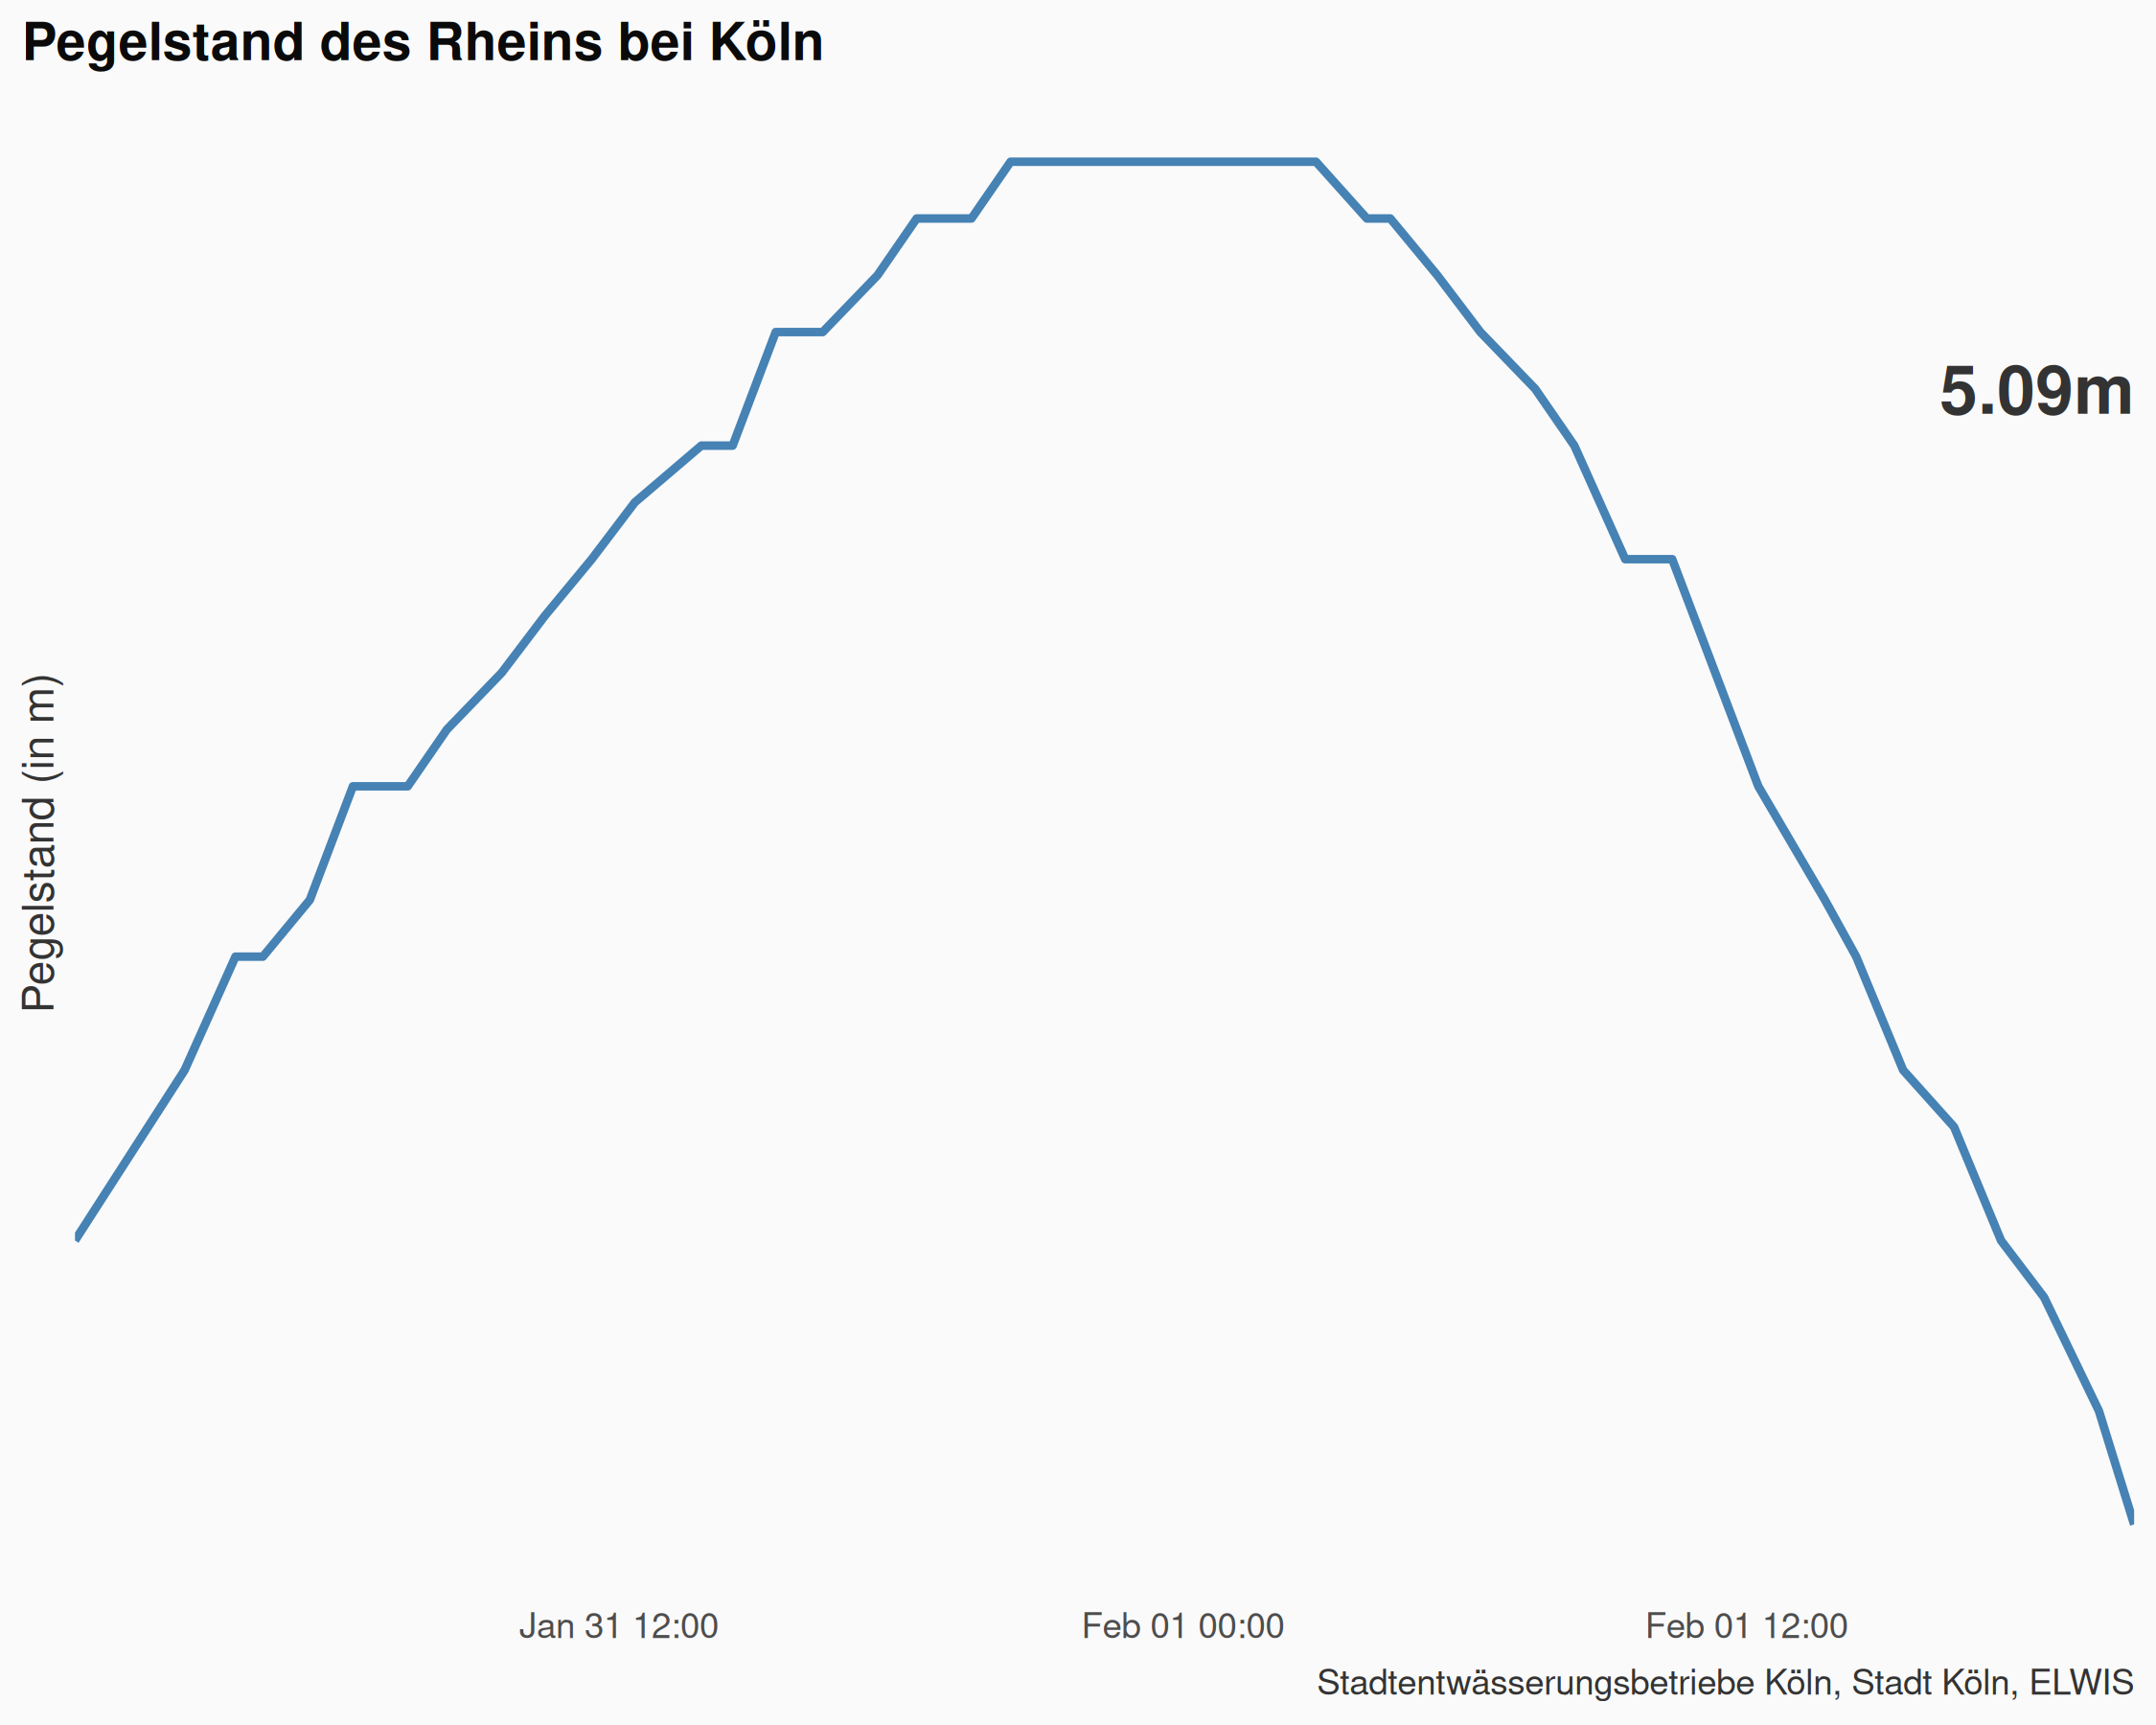 Pegelstand des Rheins bei Köln
5.09m
Pegelstand (in m)
Jan 31 12:00
Feb 01 00:00
Feb 01 12:00
Stadtentwässerungsbetriebe Köln, Stadt Köln, ELWIS